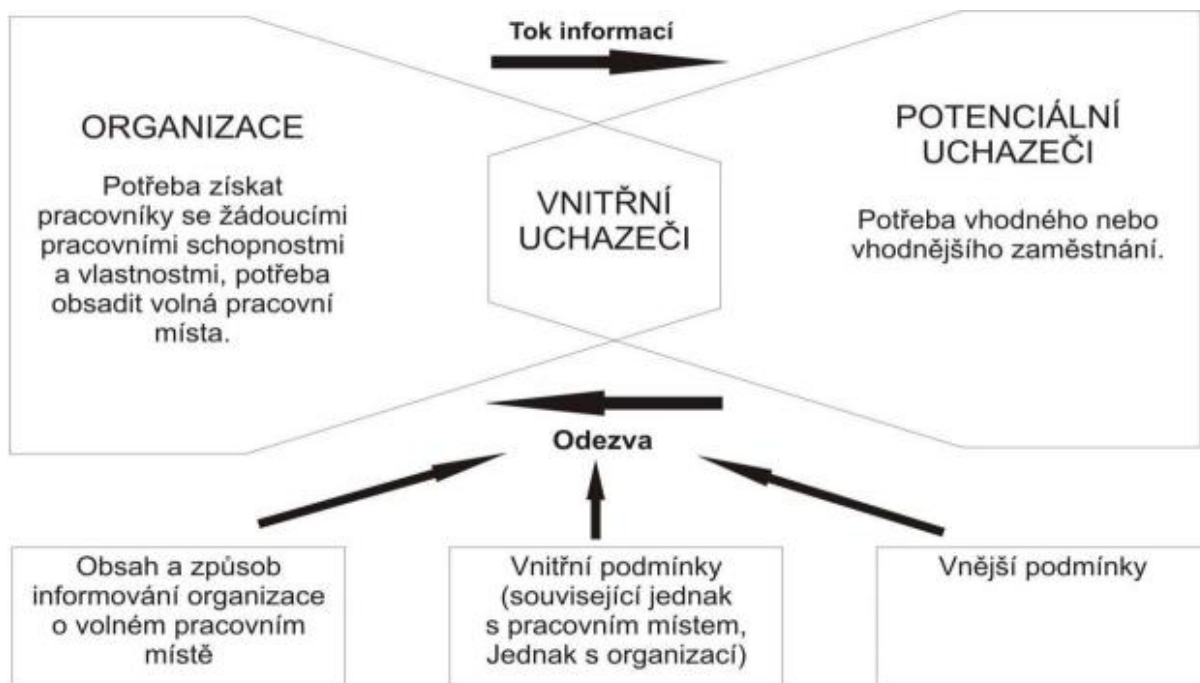 Tok informací
ORGANIZACE
Potřeba získat
pracovníky se žádoucími
pracovními schopnostmi
a vlastnostmi, potřeba
obsadit volná pracovní
místa.
VNITŘNÍ
UCHAZEČI
POTENCIÁLNÍ
UCHAZEČI
Potřeba vhodného nebo
vhodnějšího zaměstnání.
Odezva
Obsah a způsob
informování organizace
o volném pracovním
místě
Vnitřní podmínky
(související jednak
s pracovním místem,
Jednak s organizací)
Vnější podmínky